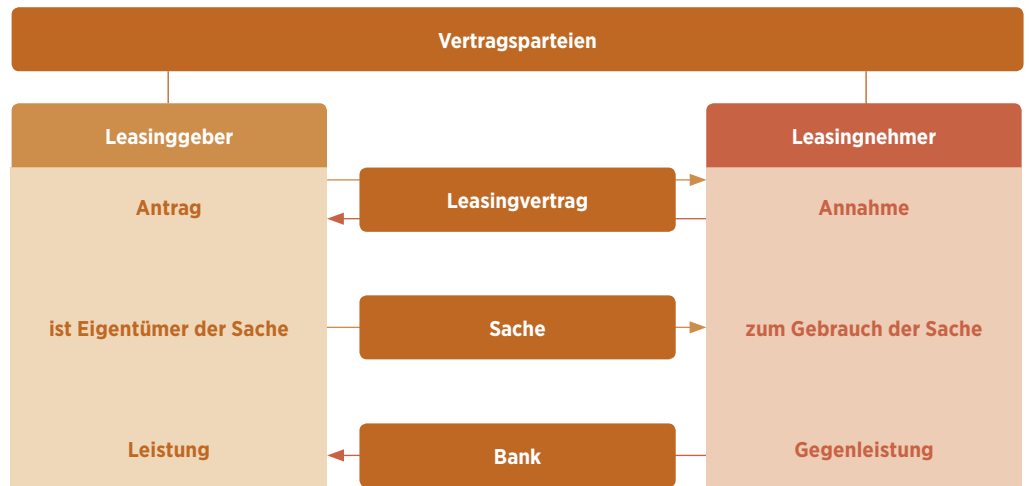 Vertragsparteien
Leasinggeber
Leasingnehmer
Antrag
Leasingvertrag
Annahme
ist Eigentümer der Sache
Sache
zum Gebrauch der Sache
Leistung
Bank
Gegenleistung